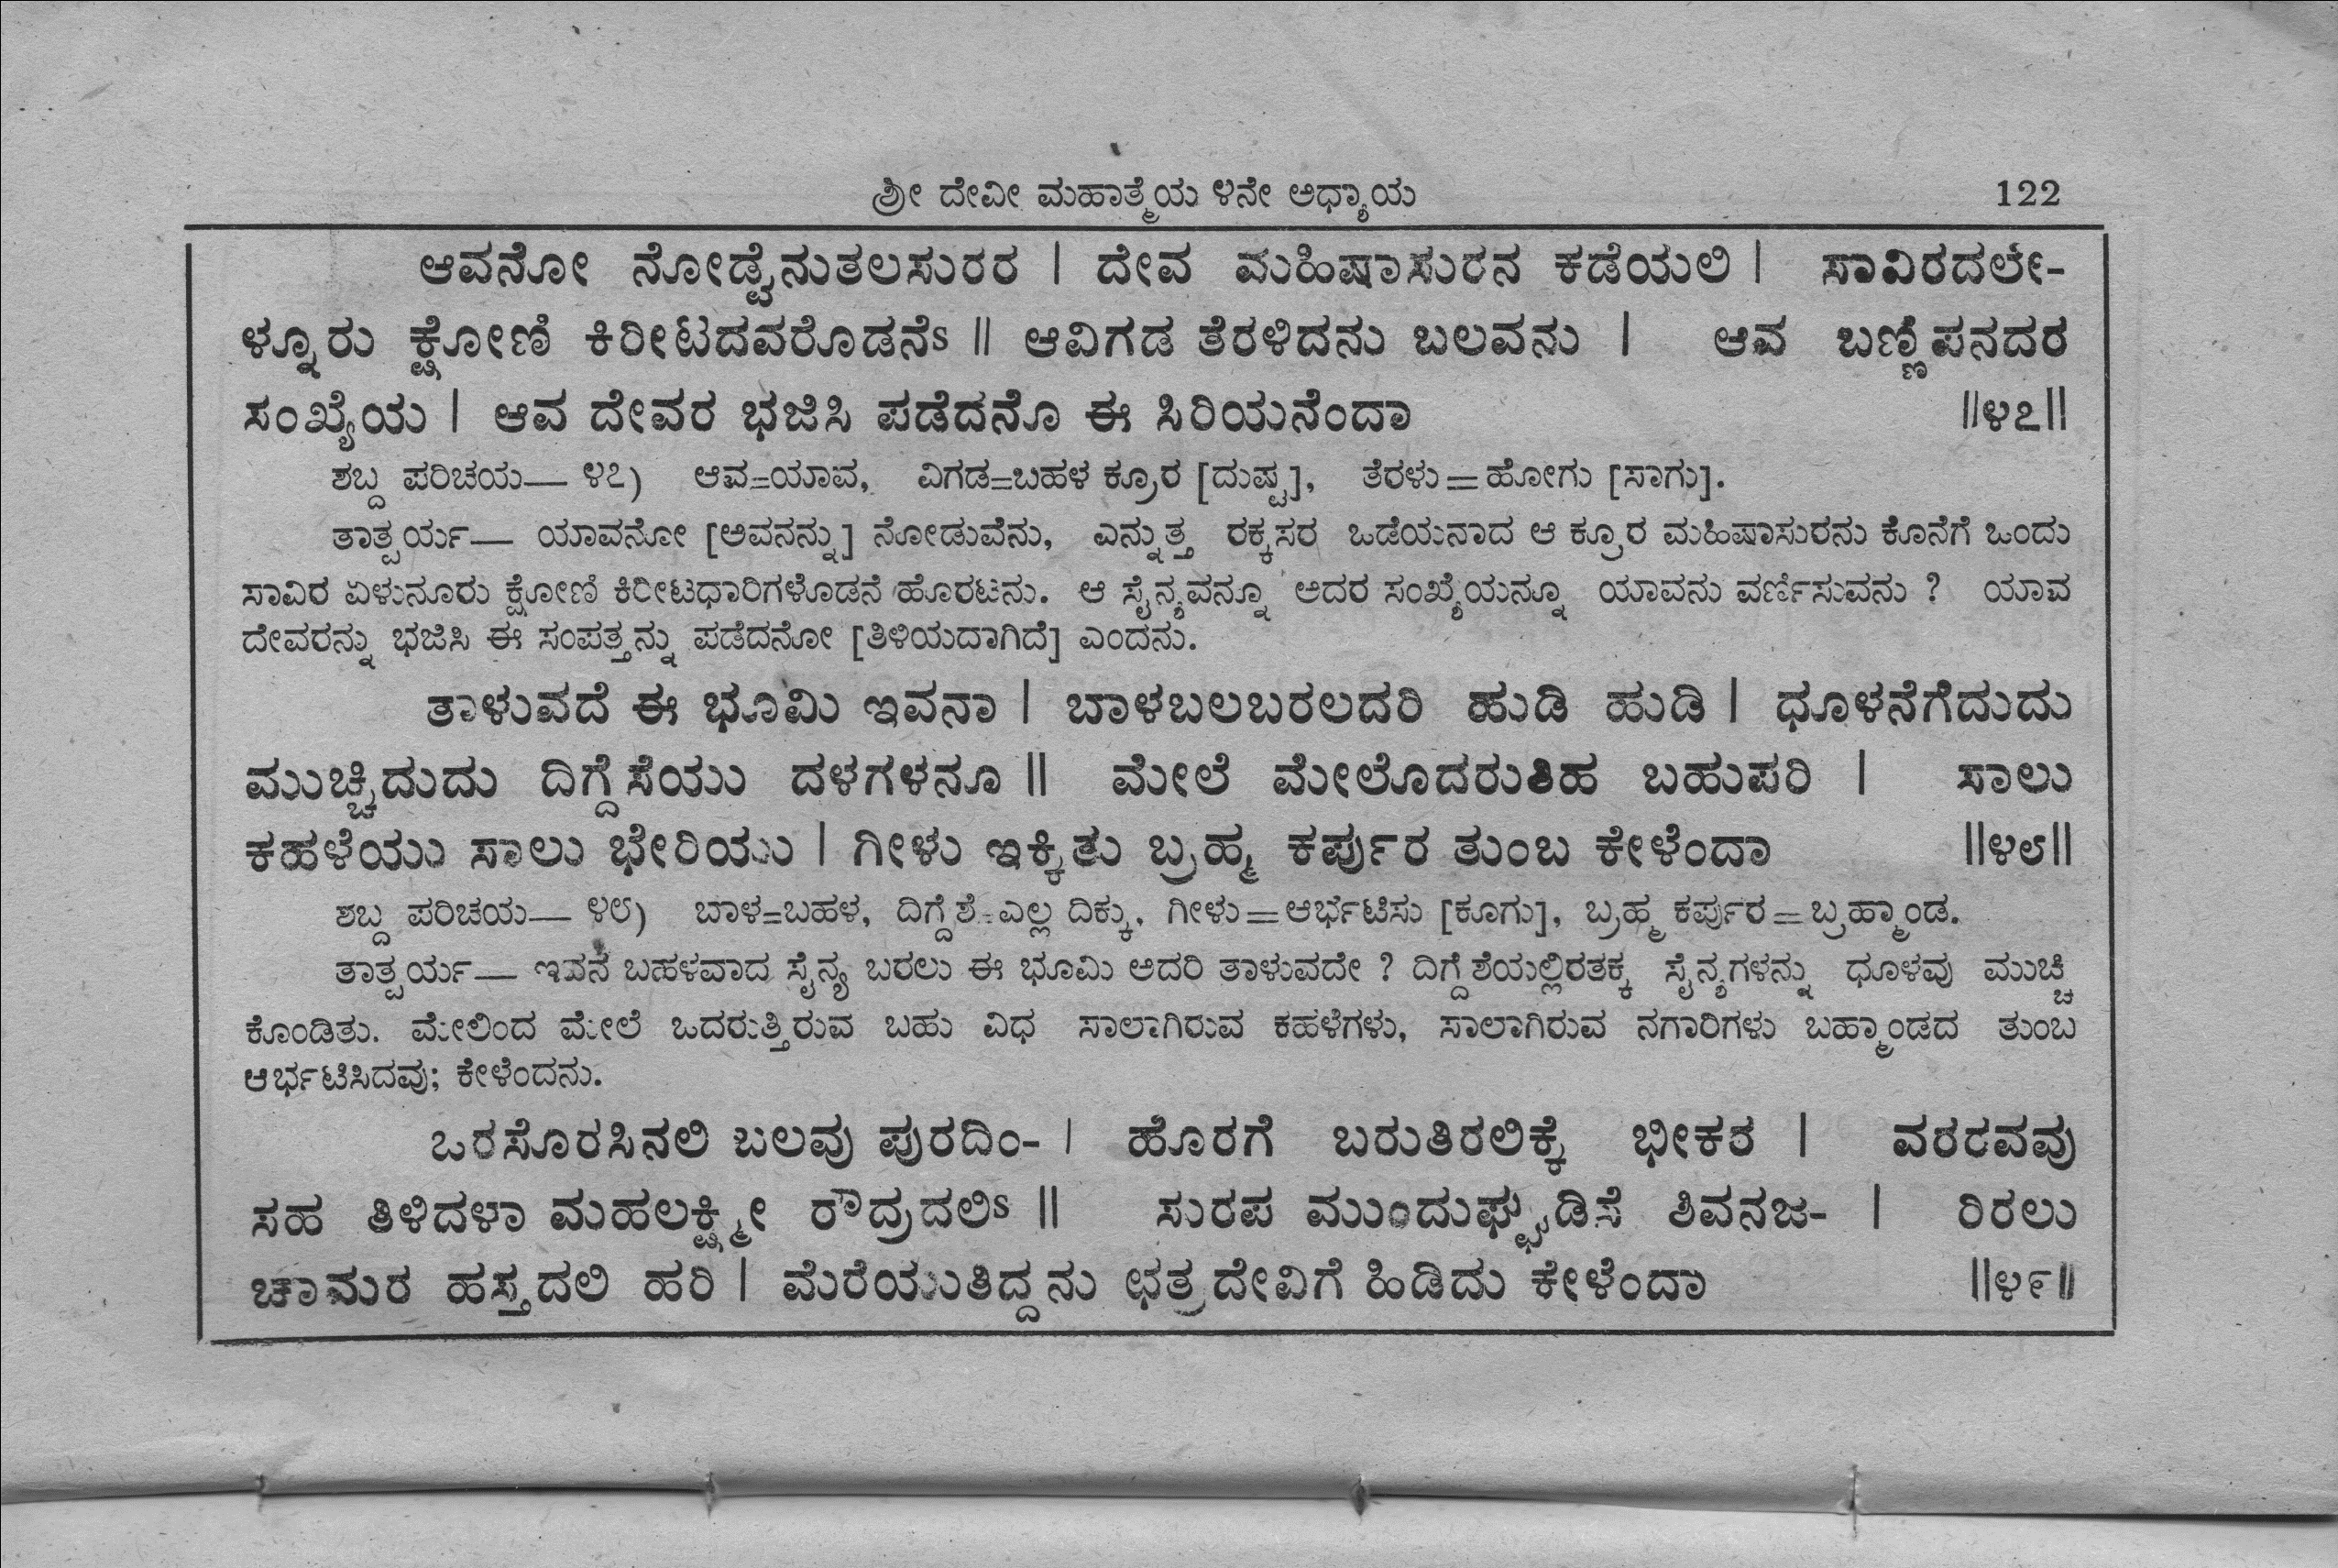 ಶ್ರೀ ದೇವೀ ಮಹಾತ್ಮೆಯ ೪ನೇ ಅಧ್ಯಾಯ 122
ಆವನೋ ನೋಡ್ವೆನುತಲಸುರರ | ದೇವ ಮಹಿಷಾಸುರನ ಕಡೆಯಲಿ | ಸಾವಿರದಲೇ-
ಳ್ನೂರು ಕ್ಷೋಣಿ ಕಿರೀಟದವರೊಡನೆs || ಆವಿಗಡ ತೆರಳಿದನು ಬಲವನು | ಆವ ಬಣ್ಣಿಪನದರ
ಸಂಖ್ಯೆಯ | ಆವ ದೇವರ ಭಜಿಸಿ ಪಡೆದನೊ ಈ ಸಿರಿಯನೆಂದಾ ||೪೭||
ಶಬ್ದ ಪರಿಚಯ— ೪೭) ಆವ=ಯಾವ, ವಿಗಡ=ಬಹಳ ಕ್ರೂರ [ದುಷ್ಟ], ತೆರಳು=ಹೋಗು [ಸಾಗು].
ತಾತ್ಪರ್ಯ— ಯಾವನೋ [ಅವನನ್ನು] ನೋಡುವೆನು, ಎನ್ನುತ್ತ ರಕ್ಕಸರ ಒಡೆಯನಾದ ಆ ಕ್ರೂರ ಮಹಿಷಾಸುರನು ಕೊನೆಗೆ ಒಂದು
ಸಾವಿರ ಏಳುನೂರು ಕ್ಷೋಣಿ ಕಿರೀಟಧಾರಿಗಳೊಡನೆ ಹೊರಟನು. ಆ ಸೈನ್ಯವನ್ನೂ ಅದರ ಸಂಖ್ಯೆಯನ್ನೂ ಯಾವನು ವರ್ಣಿಸುವನು ? ಯಾವ
ದೇವರನ್ನು ಭಜಿಸಿ ಈ ಸಂಪತ್ತನ್ನು ಪಡೆದನೋ [ತಿಳಿಯದಾಗಿದೆ] ಎಂದನು.
ತಾಳುವದೆ ಈ ಭೂಮಿ ಇವನಾ | ಬಾಳಬಲಬರಲದರಿ ಹುಡಿ ಹುಡಿ | ಧೂಳನೆಗೆದುದು
ಮುಚ್ಚಿದುದು ದಿಗ್ದೆಸೆಯು ದಳಗಳನೂ || ಮೇಲೆ ಮೇಲೊದರುತಿಹ ಬಹುಪರಿ | ಸಾಲು
ಕಹಳೆಯು ಸಾಲು ಭೇರಿಯು | ಗೀಳು ಇಕ್ಕಿತು ಬ್ರಹ್ಮ ಕರ್ಪುರ ತುಂಬ ಕೇಳೆಂದಾ ||೪೮||
ಶಬ್ದ ಪರಿಚಯ— ೪೮) ಬಾಳ=ಬಹಳ, ದಿಗ್ದೆಶೆ=ಎಲ್ಲ ದಿಕ್ಕು, ಗೀಳು=ಆರ್ಭಟಿಸು [ಕೂಗು], ಬ್ರಹ್ಮ ಕರ್ಪುರ=ಬ್ರಹ್ಮಾಂಡ.
ತಾತ್ಪರ್ಯ— ಇವನ ಬಹಳವಾದ ಸೈನ್ಯ ಬರಲು ಈ ಭೂಮಿ ಅದರಿ ತಾಳುವದೇ ? ದಿಗ್ದೆಶೆಯಲ್ಲಿರತಕ್ಕ ಸೈನ್ಯಗಳನ್ನು ಧೂಳವು ಮುಚ್ಚಿ
ಕೊಂಡಿತು. ಮೇಲಿಂದ ಮೇಲೆ ಒದರುತ್ತಿರುವ ಬಹು ವಿಧ ಸಾಲಾಗಿರುವ ಕಹಳೆಗಳು, ಸಾಲಾಗಿರುವ ನಗಾರಿಗಳು ಬಹ್ಮಾಂಡದ ತುಂಬ
ಆರ್ಭಟಿಸಿದವು; ಕೇಳೆಂದನು.
ಒರಸೊರಸಿನಲಿ ಬಲವು ಪುರದಿಂ- | ಹೊರಗೆ ಬರುತಿರಲಿಕ್ಕೆ ಭೀಕರ | ವರರವವು
ಸಹ ತಿಳಿದಳಾ ಮಹಲಕ್ಷ್ಮೀ ರೌದ್ರದಲಿs || ಸುರಪ ಮುಂದುಘ್ಘಡಿಸೆ ಶಿವನಜ- | ರಿರಲು
ಚಾಮರ ಹಸ್ತದಲಿ ಹರಿ | ಮೆರೆಯುತಿದ್ದನು ಛತ್ರದೇವಿಗೆ ಹಿಡಿದು ಕೇಳೆಂದಾ ||೪೯||